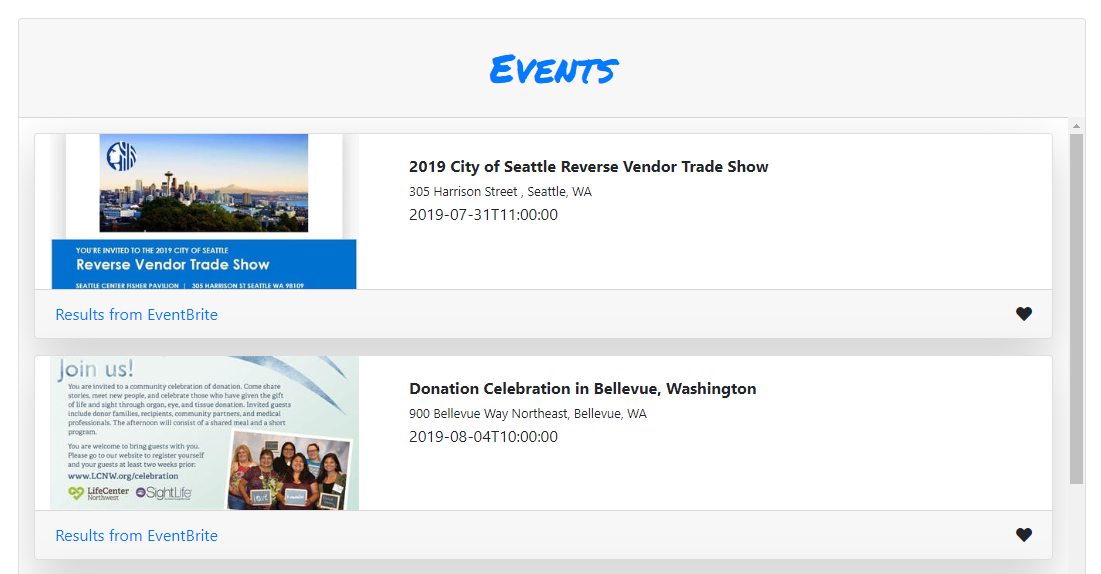 Events
YOU'RE INVITED TO THE 2019 CITY OF SEATTLE
Reverse Vendor Trade Show
SEATTLE CENTER FISHER PAVILION | 305 HARRISON ST SEATTLE WA 98109
2019 City of Seattle Reverse Vendor Trade Show
305 Harrison Street , Seattle, WA
2019-07-31T11:00:00
Results from EventBrite
Join us!
You are invited to a community celebration of donation. Come share
stories, meet new people, and celebrate those who have given the gift
of life and sight through organ, eye, and tissue donation. Invited guests
include donor families, recipients, community partners, and medical
professionals. The afternoon will consist of a shared meal and a short
program.
You are welcome to bring guests with you.
Please go to our website to register yourself
and your guests at least two weeks prior:
www.LCNW.org/celebration
LifeCenter
Northwest
SightLife
Donation Celebration in Bellevue, Washington
900 Bellevue Way Northeast, Bellevue, WA
2019-08-04T10:00:00
Results from EventBrite